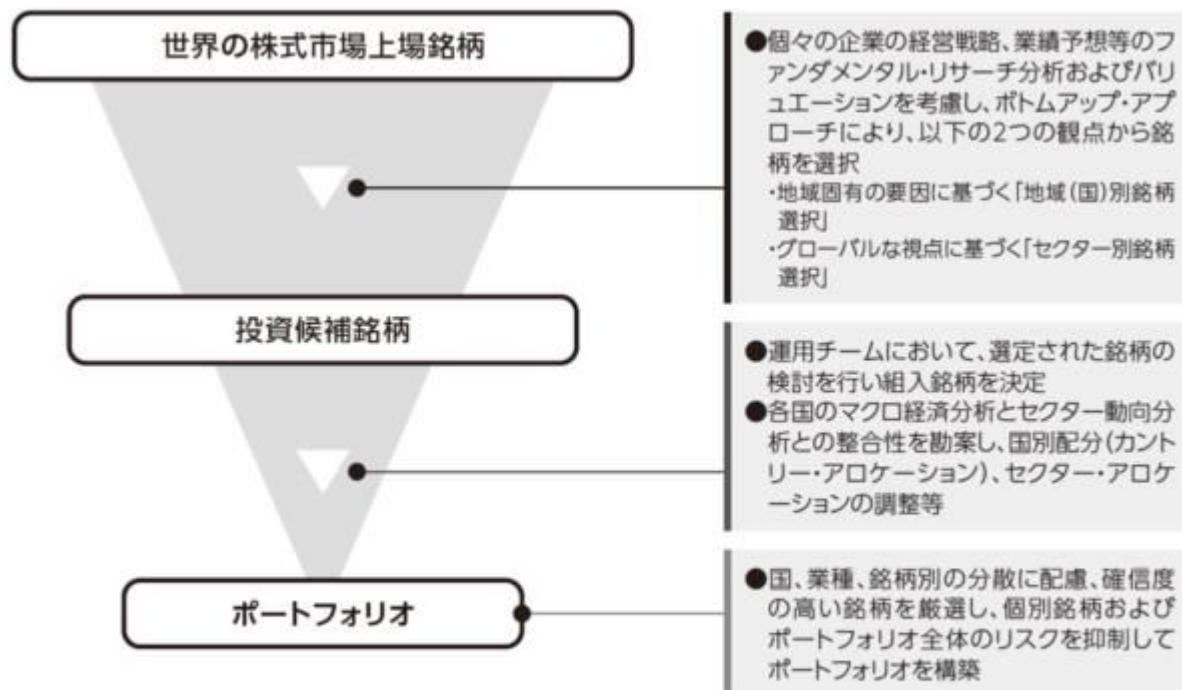 世界の株式市場上場銘柄
●個々の企業の経営戦略、業績予想等のフ
ァンダメンタル・リサーチ分析およびバリ
ュエーションを考慮し、ボトムアップ・アプ
ローチにより、以下の2つの観点から銘
柄を選択
・地域固有の要因に基づく「地域(国)別銘柄
選択」
・グローバルな視点に基づく「セクター別銘柄
選択」
投資候補銘柄
●運用チームにおいて、選定された銘柄の
検討を行い組入銘柄を決定
●各国のマクロ経済分析とセクター動向分
析との整合性を勘案し、国別配分(カント
リー・アロケーション)、セクター・アロケ
ーションの調整等
ポートフォリオ
●国、業種、銘柄別の分散に配慮、確信度
の高い銘柄を厳選し、個別銘柄および
ポートフォリオ全体のリスクを抑制して
ポートフォリオを構築